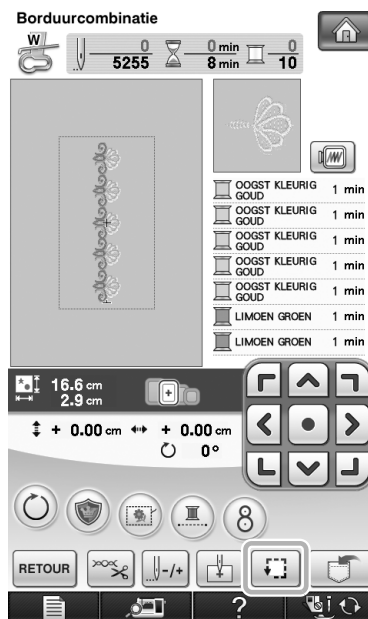 Borduurcombinatie
W
0
5255
0 min
8 min
0
10
OOGST KLEURIG
GOUD
1 min
OOGST KLEURIG
GOUD
1 min
OOGST KLEURIG
GOUD
1 min
OOGST KLEURIG
GOUD
1 min
OOGST KLEURIG
GOUD
1 min
LIMOEN GROEN
1 min
LIMOEN GROEN
1 min
16.6 cm
2.9 cm
+ 0.00 cm
+ 0.00 cm
0°
8
RETOUR
-/+
?